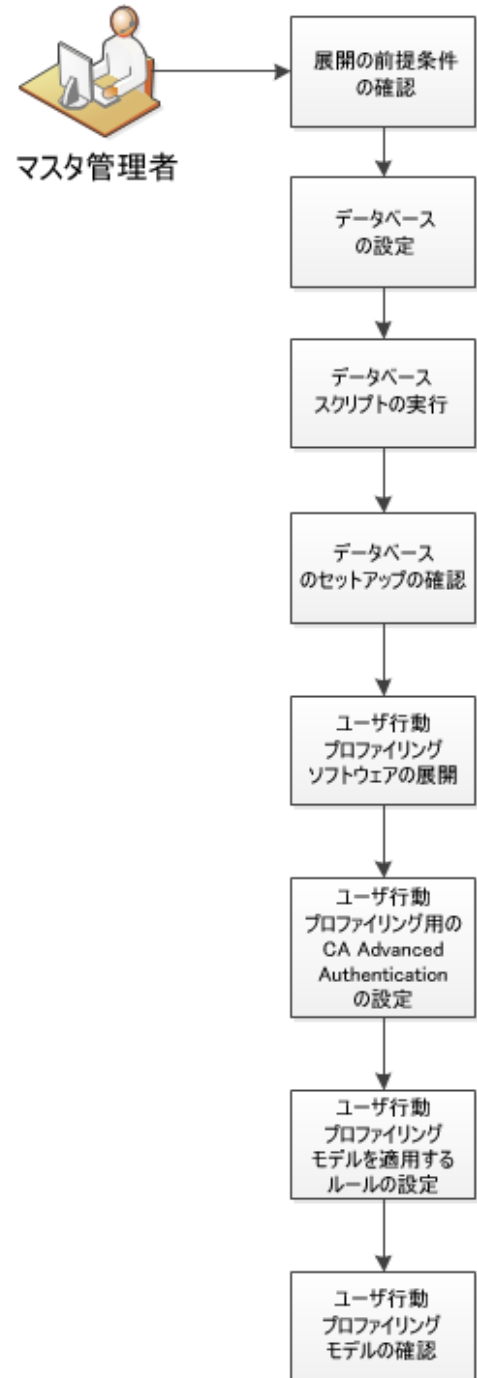 マスタ管理者
展開の前提条件
の確認
データベース
の設定
データベース
スクリプトの実行
データベース
のセットアップの確認
ユーザ行動
プロファイリング
ソフトウェアの展開
ユーザ行動
プロファイリング用の
CA Advanced
Authentication
の設定
ユーザ行動
プロファイリング
モデルを適用する
ルールの設定
ユーザ行動
プロファイリング
モデルの確認